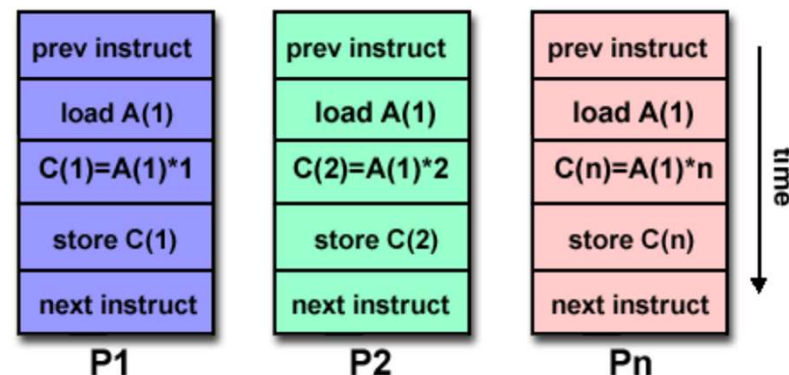 prev instruct
load A(1)
C(1)=A(1)*1
store C(1)
next instruct
P1
prev instruct
load A(1)
C(2)=A(1)*2
store C(2)
next instruct
P2
prev instruct
load A(1)
C(n)=A(1)*n
store C(n)
next instruct
Pn
time